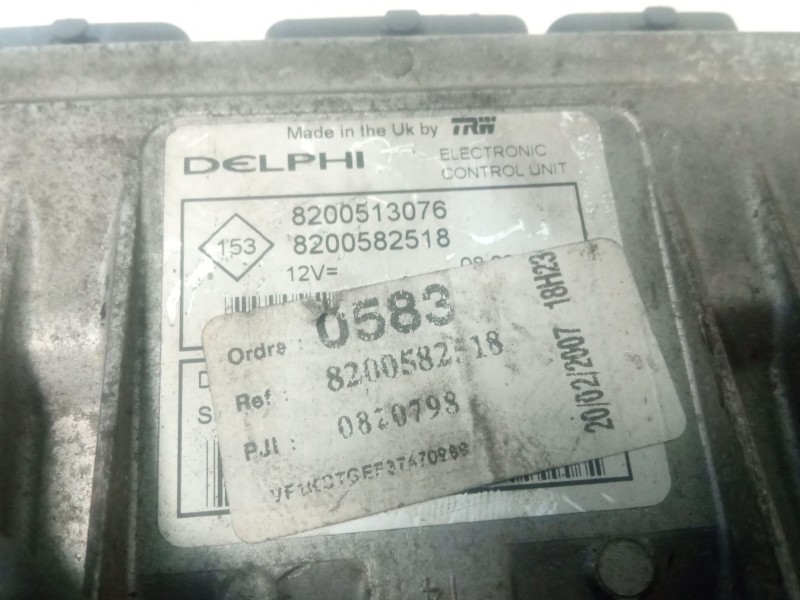 Made in the Uk by TRW
DELPHI
ELECTRONIC
CONTROL UNIT
153
8200513076
8200582518
12V=
Ordre : 0583
Ref : 8200582518
PJI : 0820798
20/02/2007 18H23